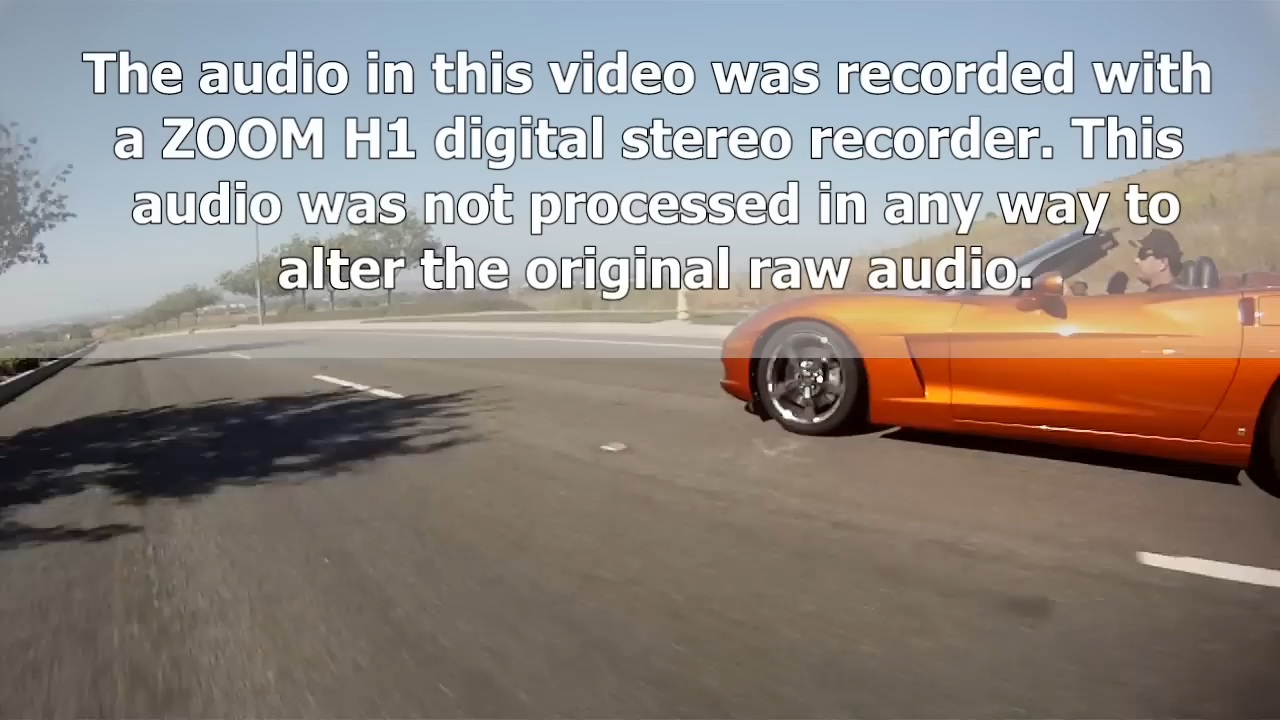 The audio in this video was recorded with
a ZOOM H1 digital stereo recorder. This
audio was not processed in any way to
alter the original raw audio.